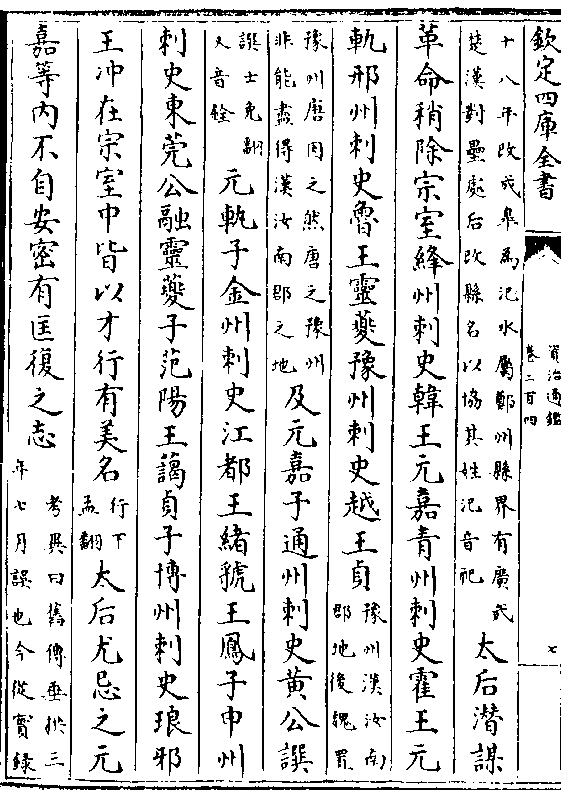 欽定四庫全書
資治通鑑
卷二百四
七
十八年改成臯為汜水屬鄭州縣界有廣武
楚漢對壘處后改縣名以協其姓汜音祀
太后潛謀
革命稍除宗室絳州刺史韓王元嘉青州刺史霍王元
軌邢州刺史魯王靈夔豫州刺史越王貞
豫州漢汝南
郡地後魏置
豫州唐因之然唐之豫州
非能盡得漢汝南郡之地
及元嘉子通州刺史黃公譔
譔士免翻
又音銓
元軌子金州刺史江都王緒虢王鳳子申州
刺史東莞公融靈夔子范陽王藹貞子博州刺史琅邪
王冲在宗室中皆以才行有美名
行下
孟翻
太后尤忌之元
嘉等内不自安密有匡復之志
考異曰舊傳垂拱三
年七月誤也今從實錄